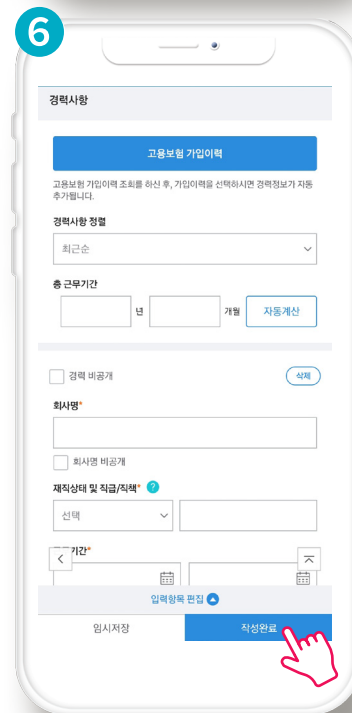 6
경력사항
고용보험 가입이력
고용보험 가입이력 조회를 하신 후, 가입이력을 선택하시면 경력정보가 자동
추가됩니다.
경력사항 정렬
최근순
총 근무기간
년 개월 자동계산
경력 비공개 삭제
회사명*
회사명 비공개
재직상태 및 직급/직책* ?
선택
기간*
입력항목 편집
임시저장 작성완료